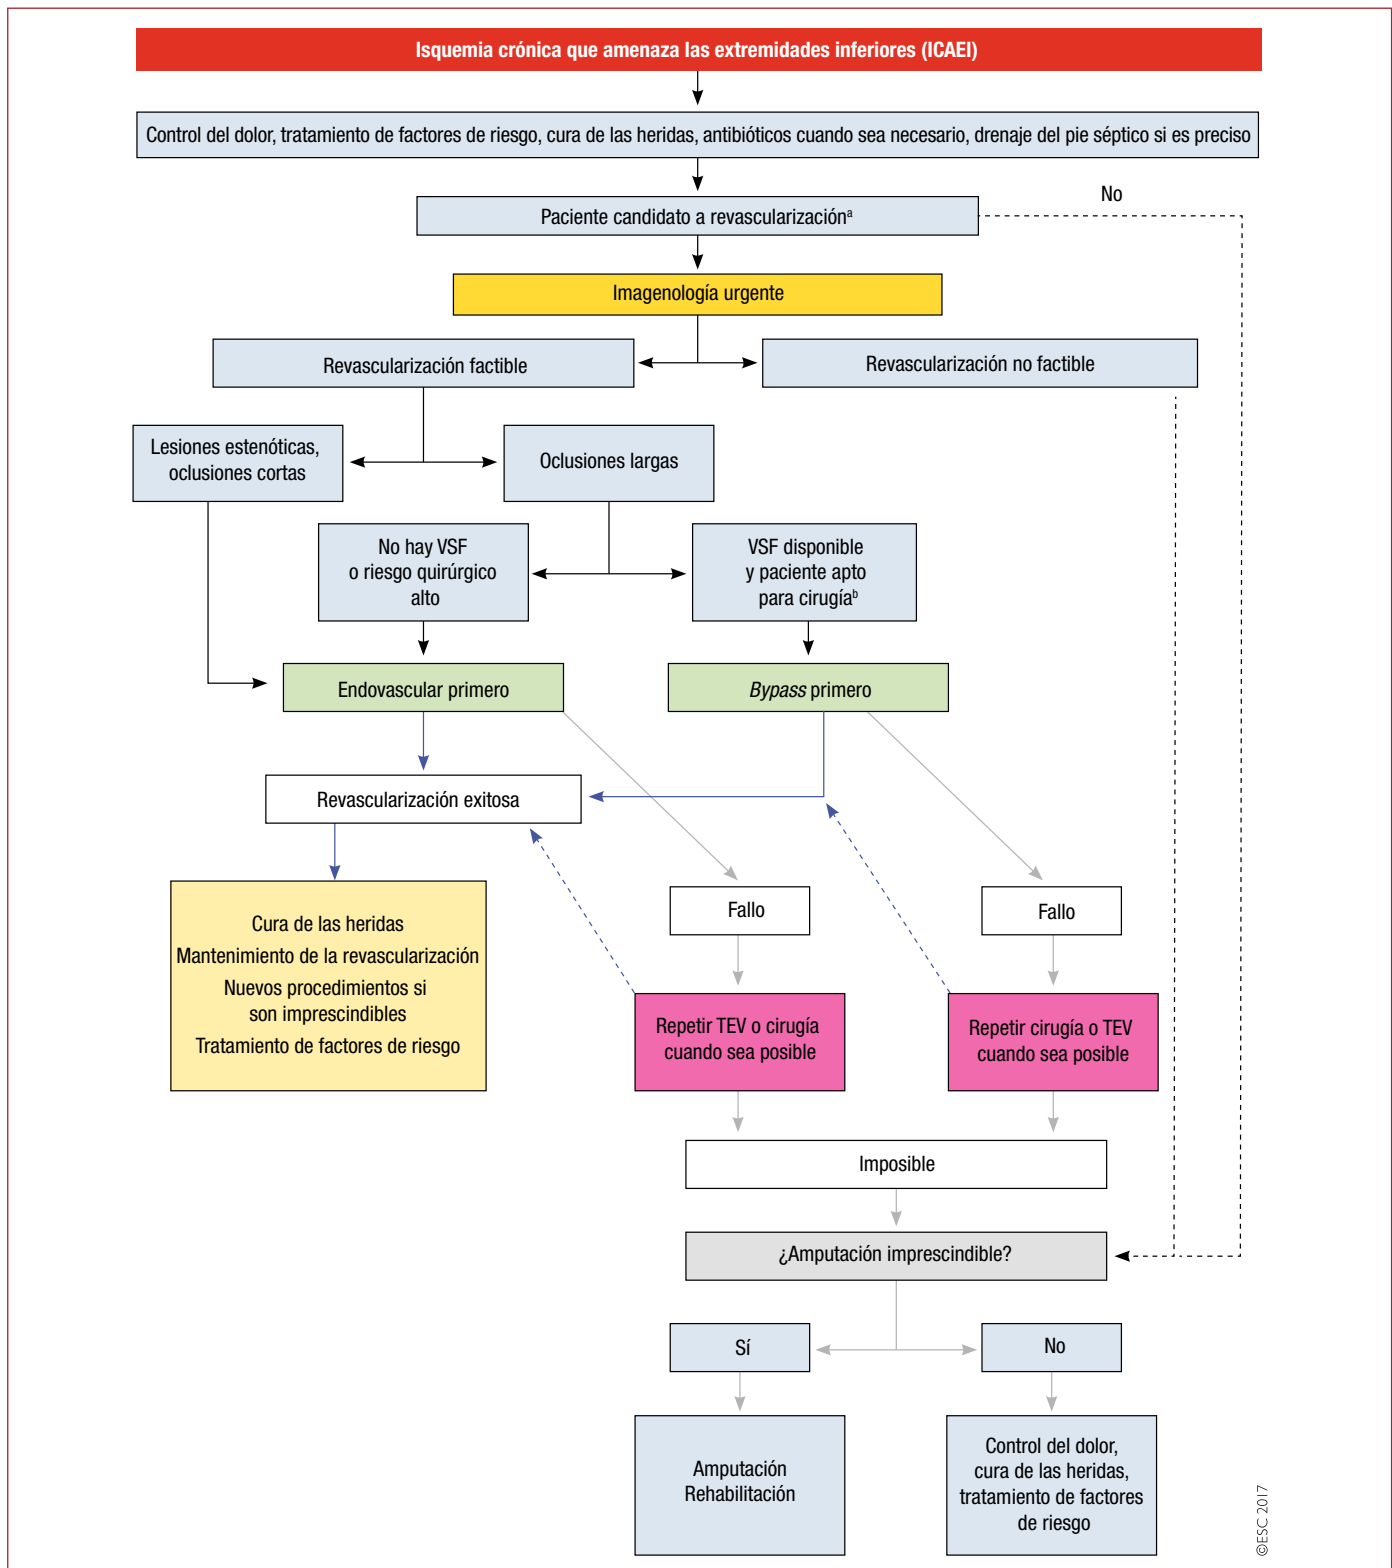 Isquemia crónica que amenaza las extremidades inferiores (ICAEI)
Control del dolor, tratamiento de factores de riesgo, cura de las heridas, antibióticos cuando sea necesario, drenaje del pie séptico si es preciso
No
Paciente candidato a revascularizaciónᵃ
Imagenología urgente
Revascularización factible
Revascularización no factible
Lesiones estenóticas,
oclusiones cortas
Oclusiones largas
No hay VSF
o riesgo quirúrgico
alto
VSF disponible
y paciente apto
para cirugíaᵇ
Endovascular primero
Bypass primero
Revascularización exitosa
Cura de las heridas
Mantenimiento de la revascularización
Nuevos procedimientos si
son imprescindibles
Tratamiento de factores de riesgo
Fallo
Fallo
Repetir TEV o cirugía
cuando sea posible
Repetir cirugía o TEV
cuando sea posible
Imposible
¿Amputación imprescindible?
Sí
No
Amputación
Rehabilitación
Control del dolor,
cura de las heridas,
tratamiento de factores
de riesgo
©ESC 2017